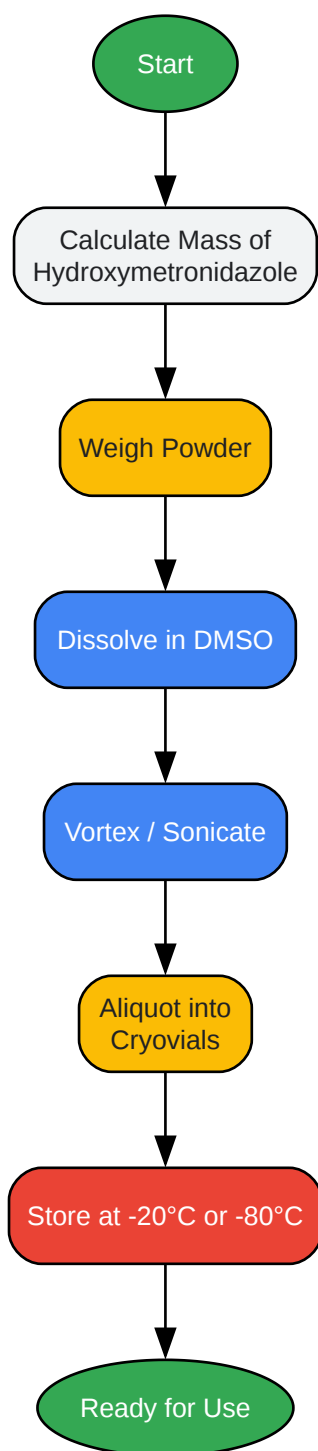 Start
Calculate Mass of
Hydroxymetronidazole
Weigh Powder
Dissolve in DMSO
Vortex / Sonicate
Aliquot into
Cryovials
Store at -20°C or -80°C
Ready for Use